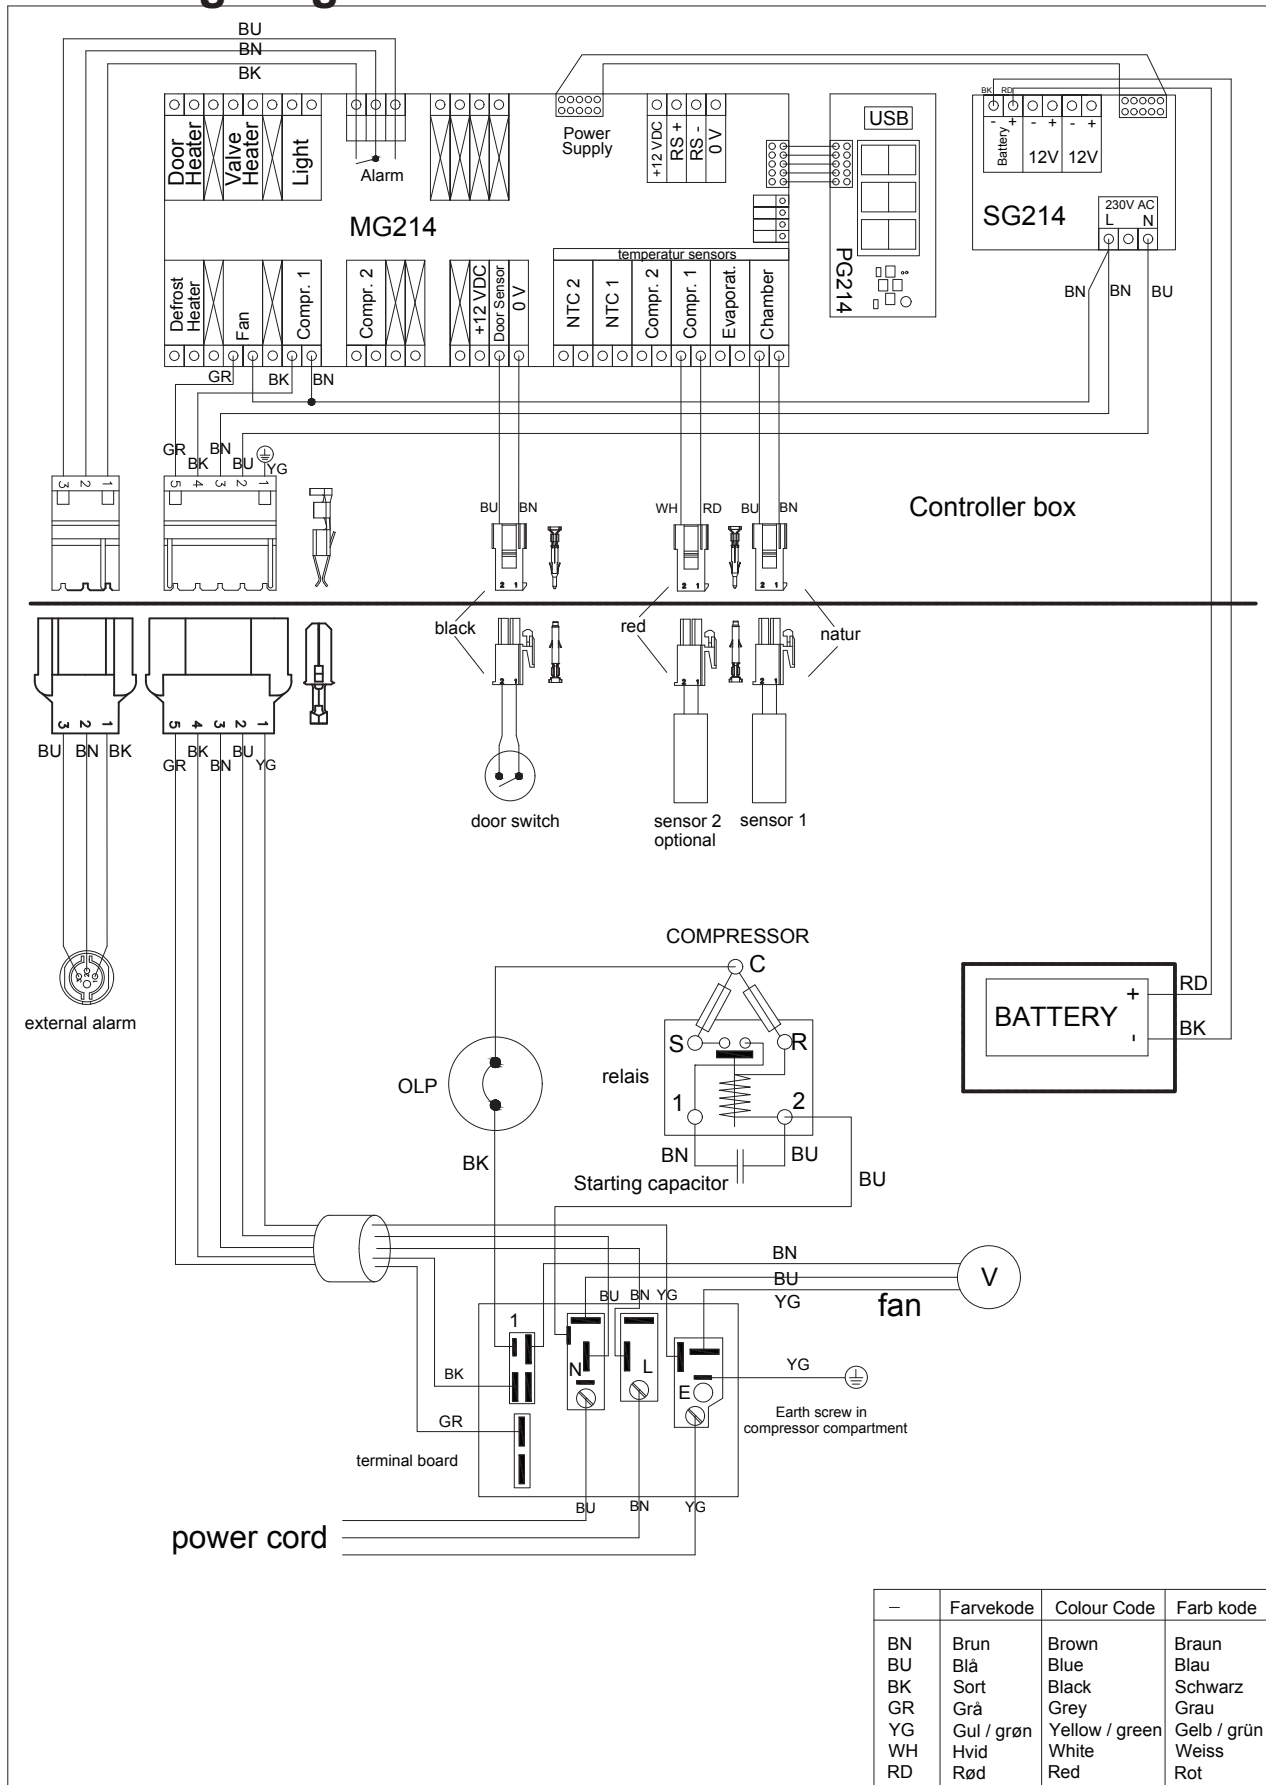 BU
BN
BK
Door Heater
Valve Heater
Light
Alarm
Power Supply
+12 VDC
RS +
RS -
0 V
USB
BK
RD
-
+
Battery
-
+
12V
-
+
12V
MG214
PG214
SG214
230V AC
L
N
temperatur sensors
Defrost Heater
Fan
Compr. 1
Compr. 2
+12 VDC
Door Sensor
0 V
NTC 2
NTC 1
Compr. 2
Compr. 1
Evaporat.
Chamber
BN
BN
BU
GR
BK
BN
GR
BK
BN
BU
YG
3
2
1
5
4
3
2
1
BU
BN
WH
RD
BU
BN
Controller box
2 1
2 1
2 1
black
red
natur
2 1
2 1
2 1
3
2
1
5
4
3
2
1
BU
BN
BK
GR
BK
BN
BU
YG
door switch
sensor 2
optional
sensor 1
external alarm
COMPRESSOR
C
S
R
relais
1
2
OLP
BN
BU
BK
Starting capacitor
BU
BATTERY
+
-
RD
BK
BN
BU
YG
V
fan
BU
BN
YG
1
N
L
E
BK
GR
YG
Earth screw in
compressor compartment
terminal board
BU
BN
YG
power cord
– Farvekode Colour Code Farb kode
BN Brun Brown Braun
BU Blå Blue Blau
BK Sort Black Schwarz
GR Grå Grey Grau
YG Gul / grøn Yellow / green Gelb / grün
WH Hvid White Weiss
RD Rød Red Rot